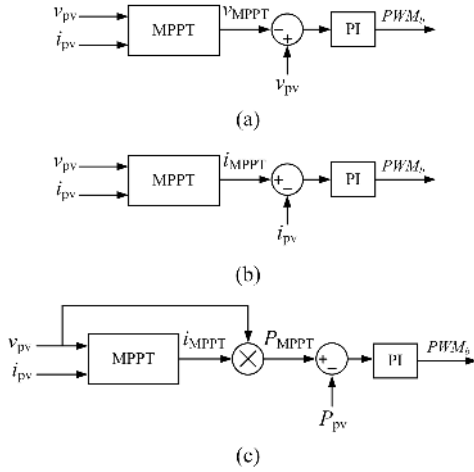 v_pv
MPPT
v_MPPT
− +
PI
PWM_b
i_pv
v_pv
(a)
v_pv
MPPT
i_MPPT
+ −
PI
PWM_b
i_pv
i_pv
(b)
v_pv
MPPT
i_MPPT
P_MPPT
+ −
PI
PWM_b
i_pv
P_pv
(c)